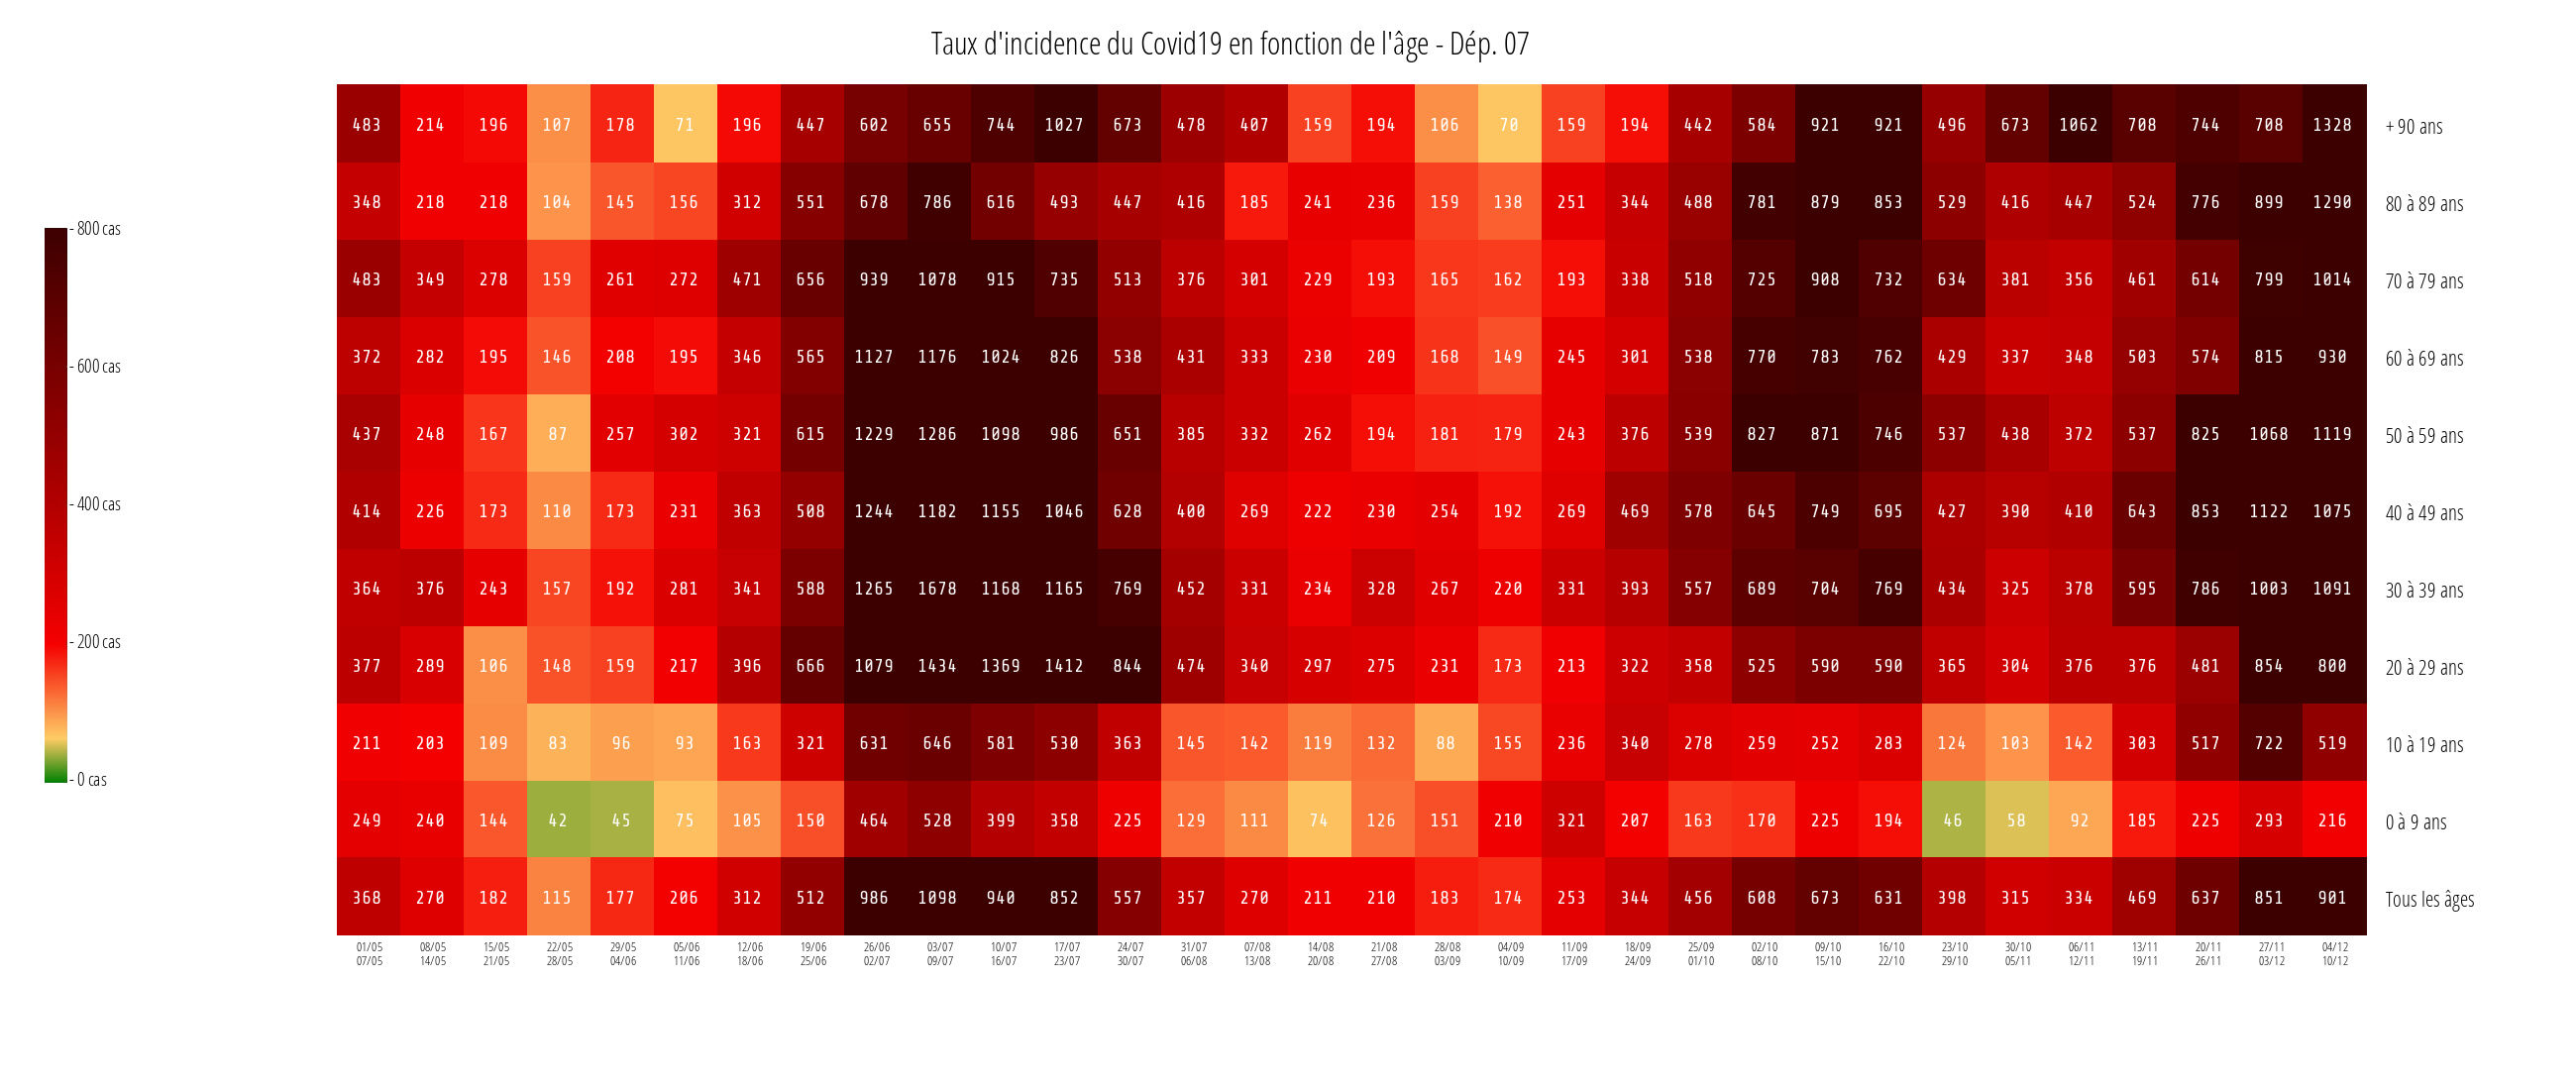 Taux d'incidence du Covid19 en fonction de l'âge - Dép. 07
483 214 196 107 178 71 196 447 602 655 744 1027 673 478 407 159 194 106 70 159 194 442 584 921 921 496 673 1062 708 744 708 1328 + 90 ans
348 218 218 104 145 156 312 551 678 786 616 493 447 416 185 241 236 159 138 251 344 488 781 879 853 529 416 447 524 776 899 1290 80 à 89 ans
483 349 278 159 261 272 471 656 939 1078 915 735 513 376 301 229 193 165 162 193 338 518 725 908 732 634 381 356 461 614 799 1014 70 à 79 ans
372 282 195 146 208 195 346 565 1127 1176 1024 826 538 431 333 230 209 168 149 245 301 538 770 783 762 429 337 348 503 574 815 930 60 à 69 ans
437 248 167 87 257 302 321 615 1229 1286 1098 986 651 385 332 262 194 181 179 243 376 539 827 871 746 537 438 372 537 825 1068 1119 50 à 59 ans
414 226 173 110 173 231 363 508 1244 1182 1155 1046 628 400 269 222 230 254 192 269 469 578 645 749 695 427 390 410 643 853 1122 1075 40 à 49 ans
364 376 243 157 192 281 341 588 1265 1678 1168 1165 769 452 331 234 328 267 220 331 393 557 689 704 769 434 325 378 595 786 1003 1091 30 à 39 ans
377 289 106 148 159 217 396 666 1079 1434 1369 1412 844 474 340 297 275 231 173 213 322 358 525 590 590 365 304 376 376 481 854 800 20 à 29 ans
211 203 109 83 96 93 163 321 631 646 581 530 363 145 142 119 132 88 155 236 340 278 259 252 283 124 103 142 303 517 722 519 10 à 19 ans
249 240 144 42 45 75 105 150 464 528 399 358 225 129 111 74 126 151 210 321 207 163 170 225 194 46 58 92 185 225 293 216 0 à 9 ans
368 270 182 115 177 206 312 512 986 1098 940 852 557 357 270 211 210 183 174 253 344 456 608 673 631 398 315 334 469 637 851 901 Tous les âges
01/05 08/05 15/05 22/05 29/05 05/06 12/06 19/06 26/06 03/07 10/07 17/07 24/07 31/07 07/08 14/08 21/08 28/08 04/09 11/09 18/09 25/09 02/10 09/10 16/10 23/10 30/10 06/11 13/11 20/11 27/11 04/12
07/05 14/05 21/05 28/05 04/06 11/06 18/06 25/06 02/07 09/07 16/07 23/07 30/07 06/08 13/08 20/08 27/08 03/09 10/09 17/09 24/09 01/10 08/10 15/10 22/10 29/10 05/11 12/11 19/11 26/11 03/12 10/12
- 800 cas
- 600 cas
- 400 cas
- 200 cas
- 0 cas